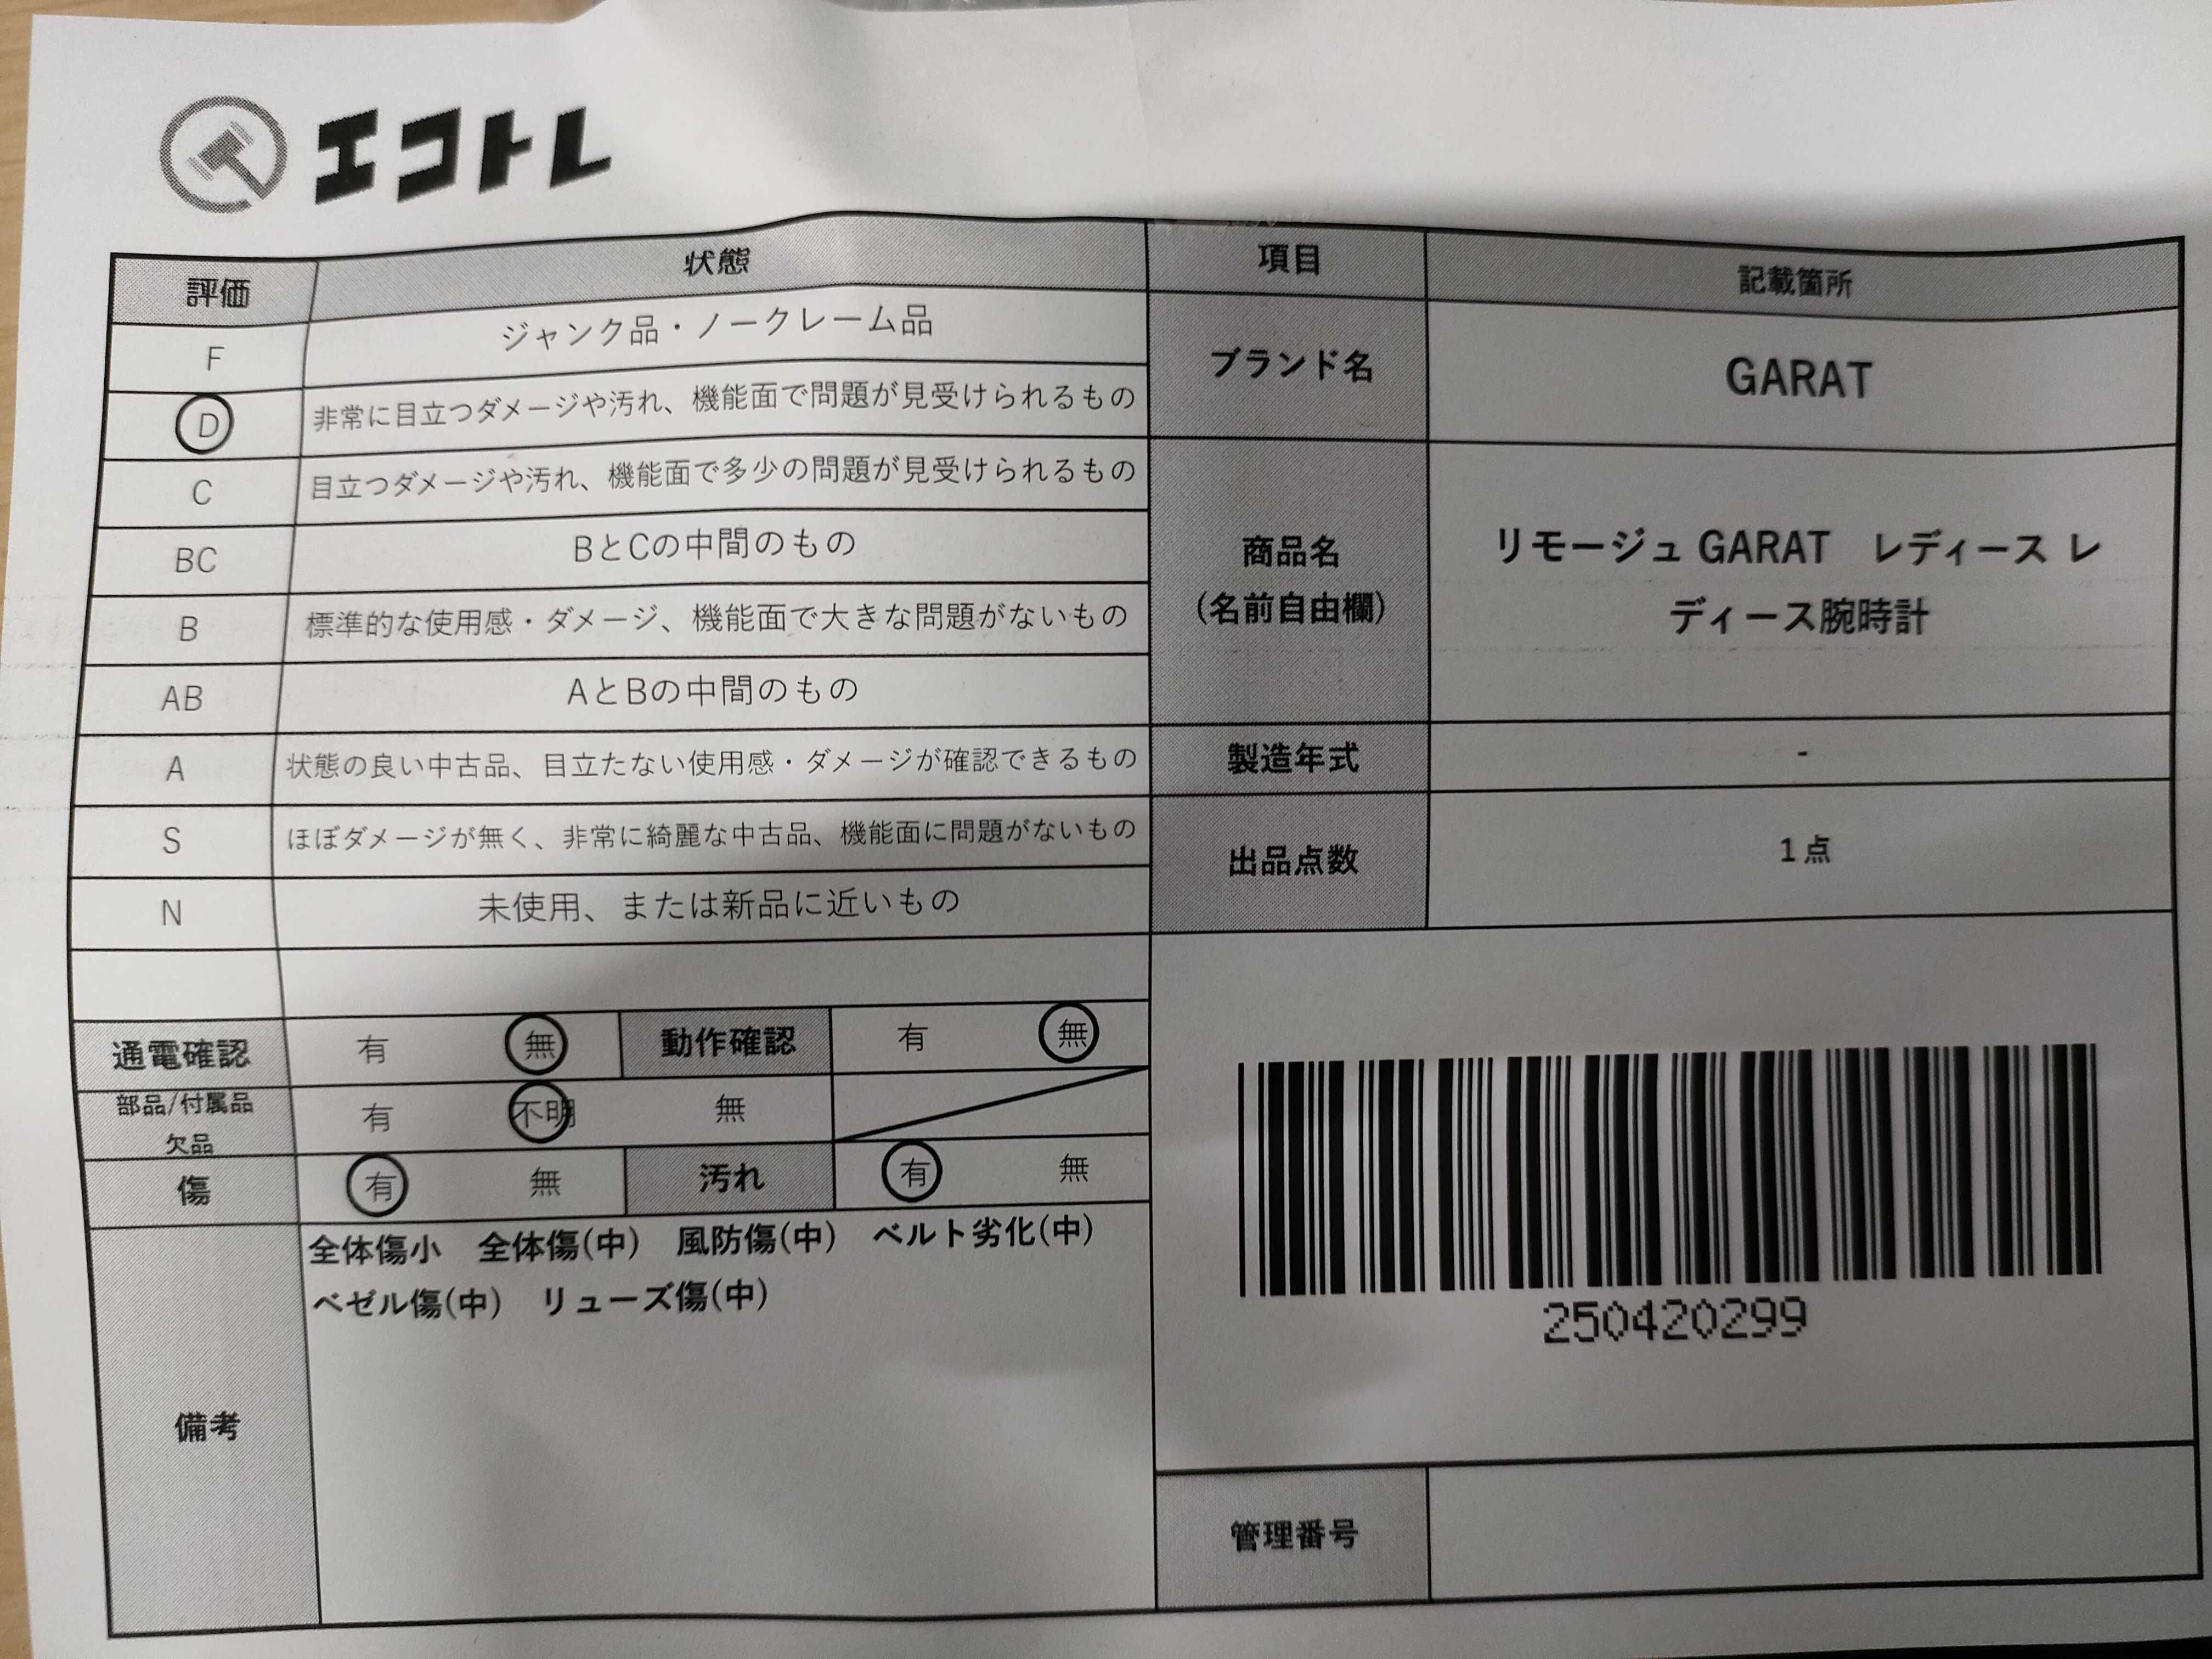 エコトレ
評価 状態
F ジャンク品・ノークレーム品
D 非常に目立つダメージや汚れ、機能面で問題が見受けられるもの
C 目立つダメージや汚れ、機能面で多少の問題が見受けられるもの
BC BとCの中間のもの
B 標準的な使用感・ダメージ、機能面で大きな問題がないもの
AB AとBの中間のもの
A 状態の良い中古品、目立たない使用感・ダメージが確認できるもの
S ほぼダメージが無く、非常に綺麗な中古品、機能面に問題がないもの
N 未使用、または新品に近いもの
通電確認 有 無 動作確認 有 無
部品/付属品
欠品 有 不明 無
傷 有 無 汚れ 有 無
備考
全体傷小 全体傷(中) 風防傷(中) ベルト劣化(中)
ベゼル傷(中) リューズ傷(中)
項目 記載箇所
ブランド名 GARAT
商品名
(名前自由欄)
リモージュ GARAT レディース レ
ディース腕時計
製造年式 -
出品点数 1点
250420299
管理番号